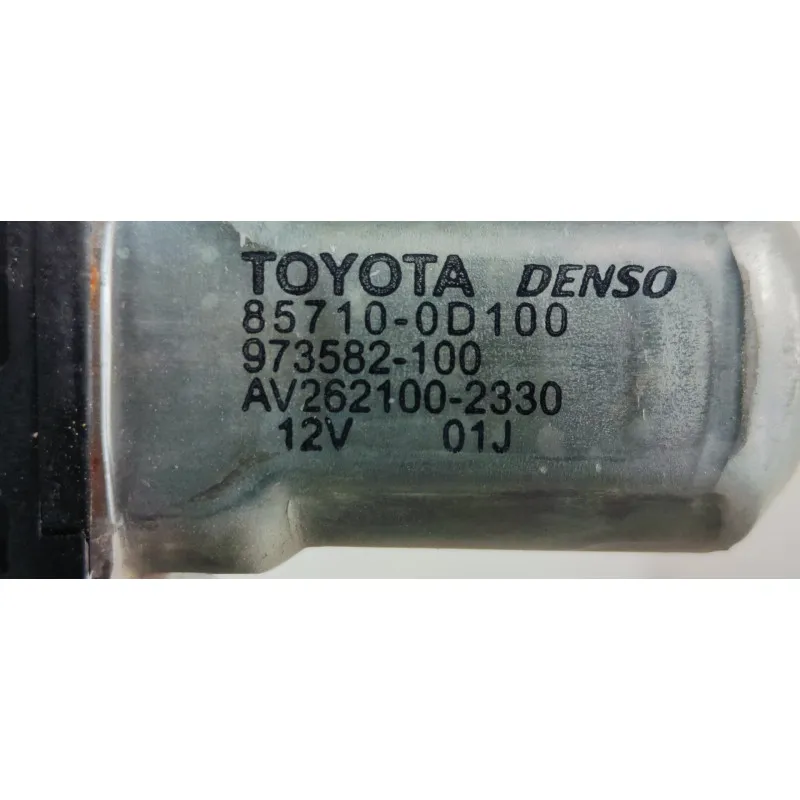 TOYOTA DENSO
85710-0D100
973582-100
AV262100-2330
12V 01J